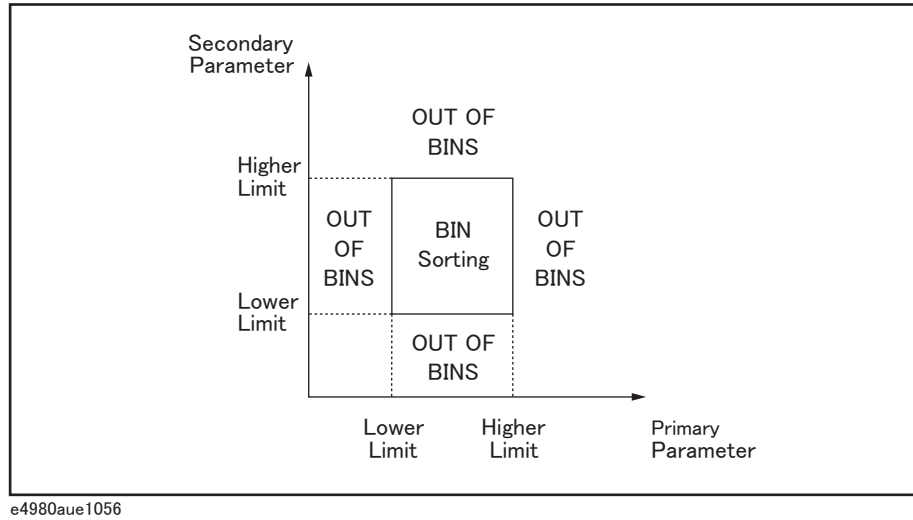 Secondary
Parameter
OUT OF
BINS
Higher
Limit
OUT
OF
BINS
BIN
Sorting
OUT
OF
BINS
Lower
Limit
OUT OF
BINS
Lower
Limit
Higher
Limit
Primary
Parameter
e4980aue1056